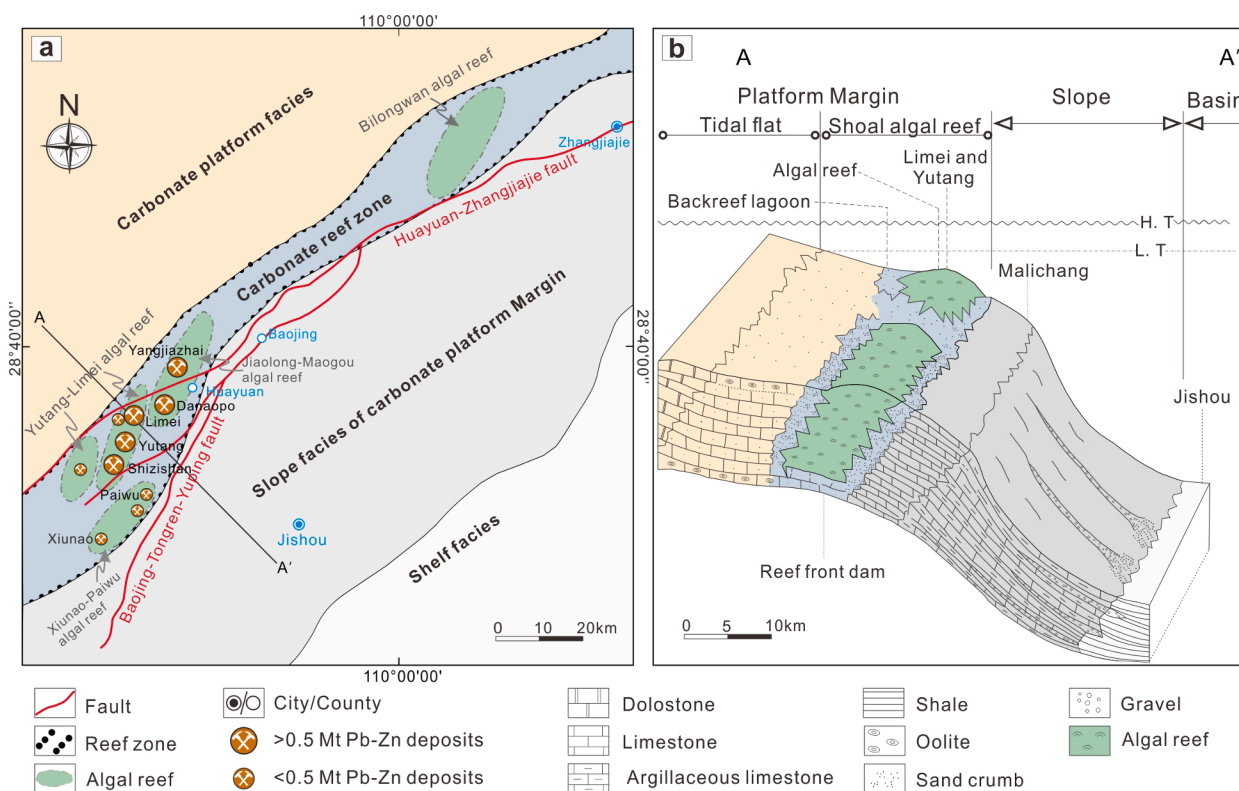 110°00'00'
a
N
Carbonate platform facies
Bilongwan algal reef
Zhangjiajie
Huayuan-Zhangjiajie fault
Carbonate reef zone
28°40'00''
A
Baojing
Yangjiazhai
Jiaolong-Maogou
algal reef
Yutang-Limei algal reef
Huayuan
Danaopo
Limei
Yutang
Shizishan
Paiwu
Xiunao
Xiunao-Paiwu
algal reef
Baojing-Tongren-Yuping fault
Slope facies of carbonate platform Margin
Jishou
A'
Shelf facies
0 10 20km
28°40'00''
110°00'00'
b
A
A'
Platform Margin
Slope
Basin
Tidal flat
Shoal algal reef
Algal reef
Limei and
Yutang
Backreef lagoon
H. T
L. T
Malichang
Jishou
Reef front dam
0 5 10km
Fault
Reef zone
Algal reef
City/County
>0.5 Mt Pb-Zn deposits
<0.5 Mt Pb-Zn deposits
Dolostone
Limestone
Argillaceous limestone
Shale
Oolite
Sand crumb
Gravel
Algal reef